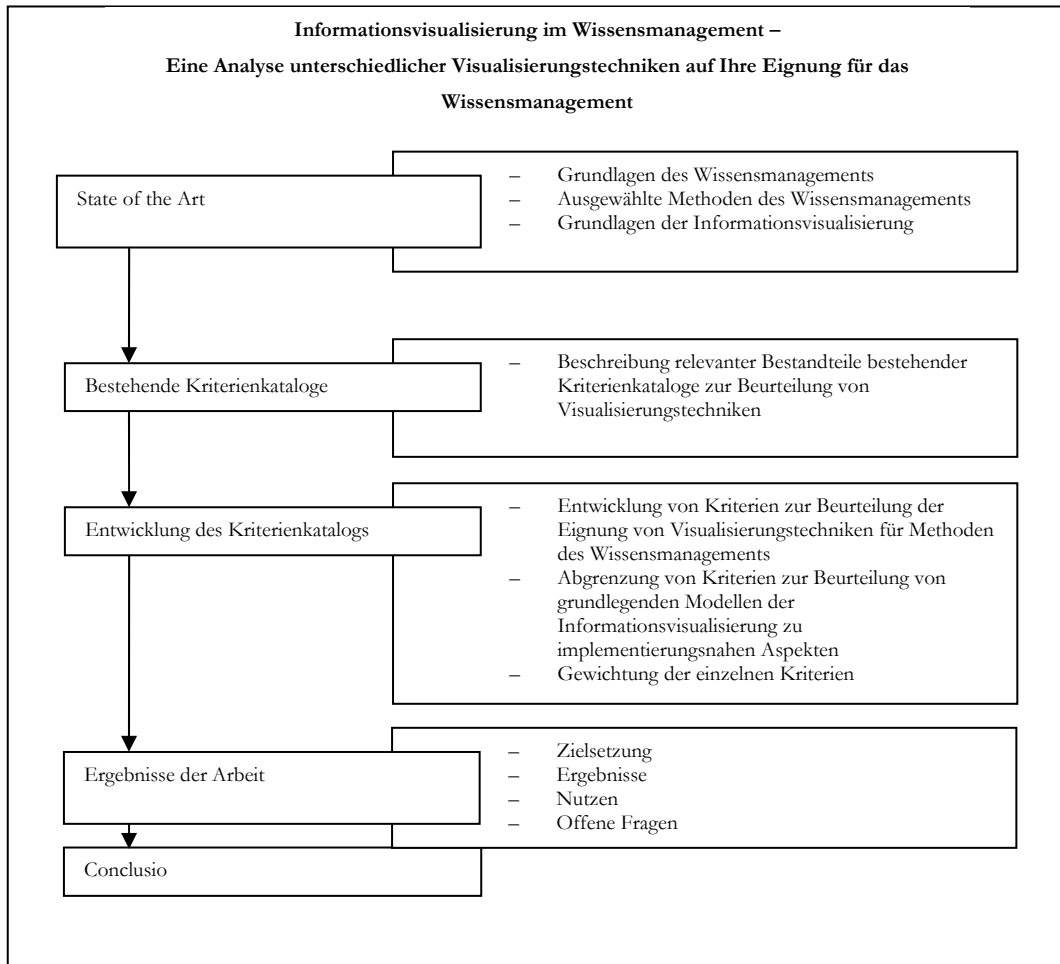 Informationsvisualisierung im Wissensmanagement –
Eine Analyse unterschiedlicher Visualisierungstechniken auf Ihre Eignung für das
Wissensmanagement
State of the Art
– Grundlagen des Wissensmanagements
– Ausgewählte Methoden des Wissensmanagements
– Grundlagen der Informationsvisualisierung
Bestehende Kriterienkataloge
– Beschreibung relevanter Bestandteile bestehender
Kriterienkataloge zur Beurteilung von
Visualisierungstechniken
Entwicklung des Kriterienkatalogs
– Entwicklung von Kriterien zur Beurteilung der
Eignung von Visualisierungstechniken für Methoden
des Wissensmanagements
– Abgrenzung von Kriterien zur Beurteilung von
grundlegenden Modellen der
Informationsvisualisierung zu
implementierungsnahen Aspekten
– Gewichtung der einzelnen Kriterien
Ergebnisse der Arbeit
– Zielsetzung
– Ergebnisse
– Nutzen
– Offene Fragen
Conclusio